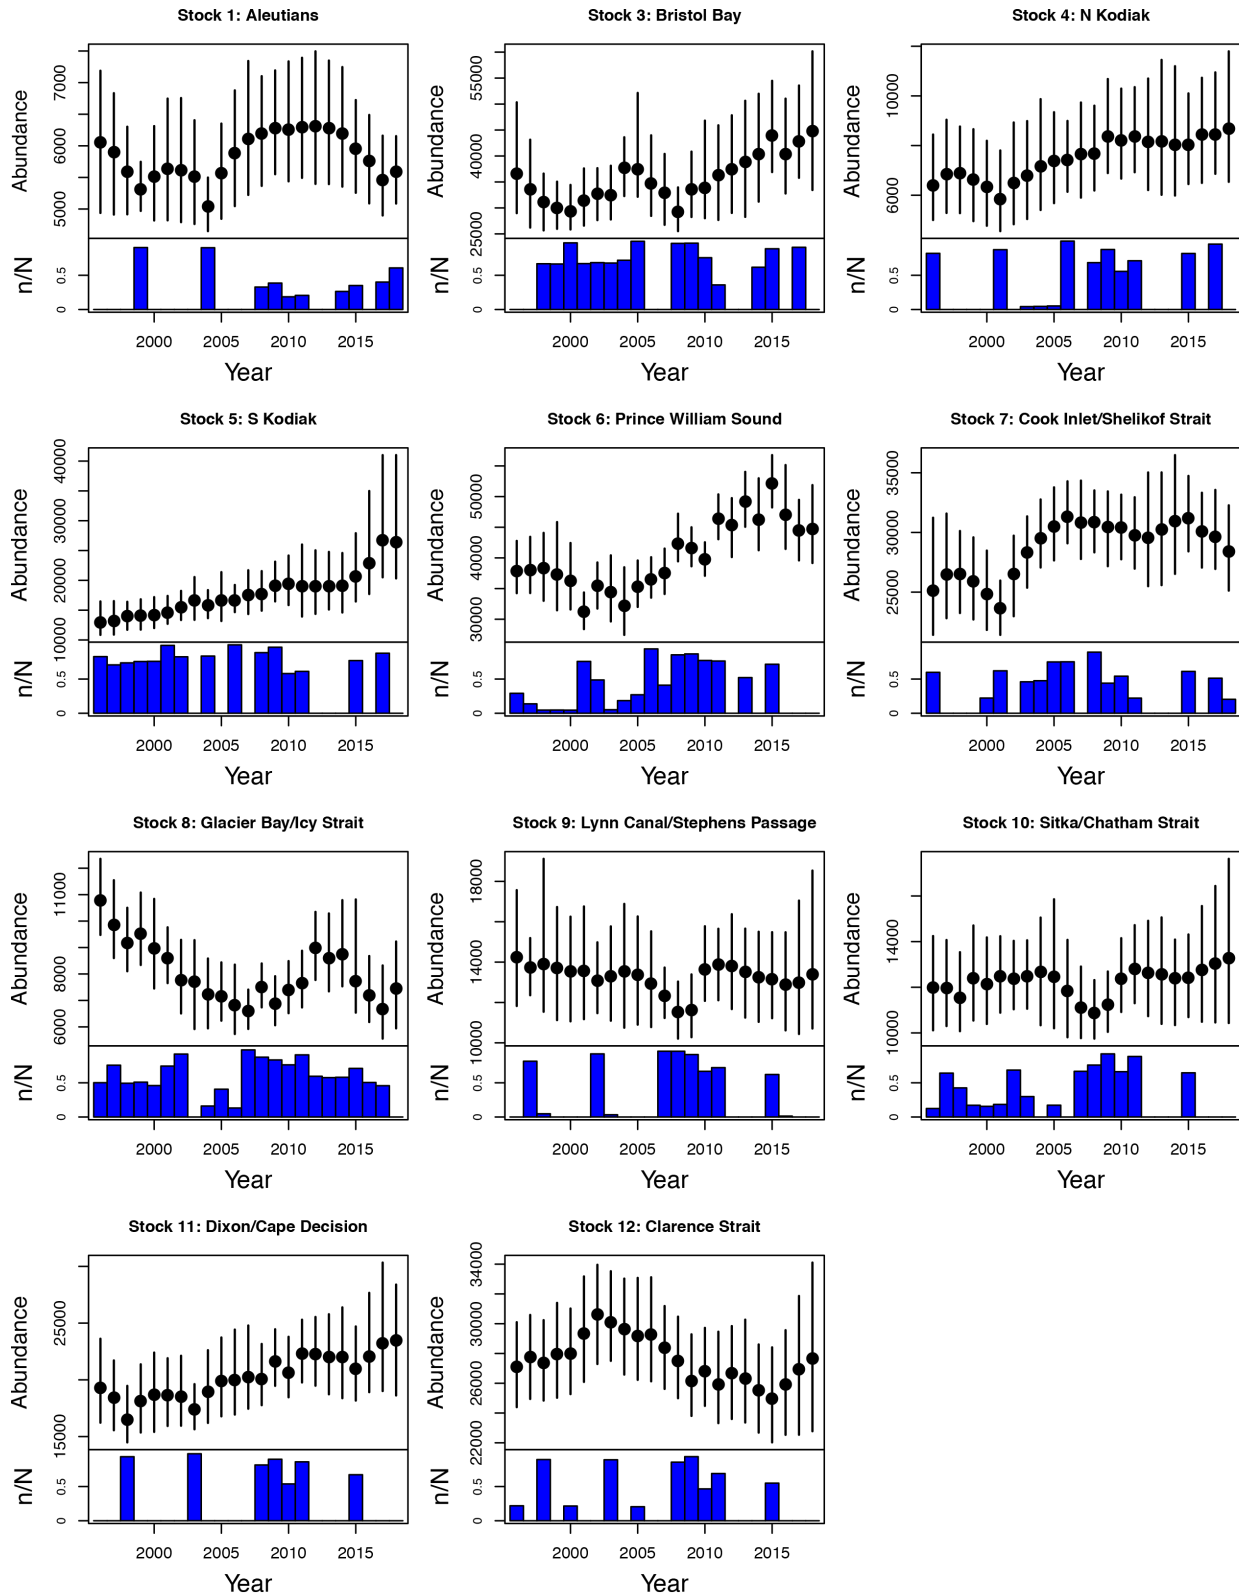 Stock 1: Aleutians
Abundance
5000 6000 7000
n/N
0 0.5
2000 2005 2010 2015
Year
Stock 3: Bristol Bay
Abundance
25000 40000 55000
n/N
0 0.5
2000 2005 2010 2015
Year
Stock 4: N Kodiak
Abundance
6000 10000
n/N
0 0.5
2000 2005 2010 2015
Year
Stock 5: S Kodiak
Abundance
10000 20000 30000 40000
n/N
0 0.5
2000 2005 2010 2015
Year
Stock 6: Prince William Sound
Abundance
30000 40000 50000
n/N
0 0.5
2000 2005 2010 2015
Year
Stock 7: Cook Inlet/Shelikof Strait
Abundance
25000 30000 35000
n/N
0 0.5
2000 2005 2010 2015
Year
Stock 8: Glacier Bay/Icy Strait
Abundance
6000 8000 11000
n/N
0 0.5
2000 2005 2010 2015
Year
Stock 9: Lynn Canal/Stephens Passage
Abundance
10000 14000 18000
n/N
0 0.5
2000 2005 2010 2015
Year
Stock 10: Sitka/Chatham Strait
Abundance
10000 14000
n/N
0 0.5
2000 2005 2010 2015
Year
Stock 11: Dixon/Cape Decision
Abundance
15000 25000
n/N
0 0.5
2000 2005 2010 2015
Year
Stock 12: Clarence Strait
Abundance
22000 26000 30000 34000
n/N
0 0.5
2000 2005 2010 2015
Year